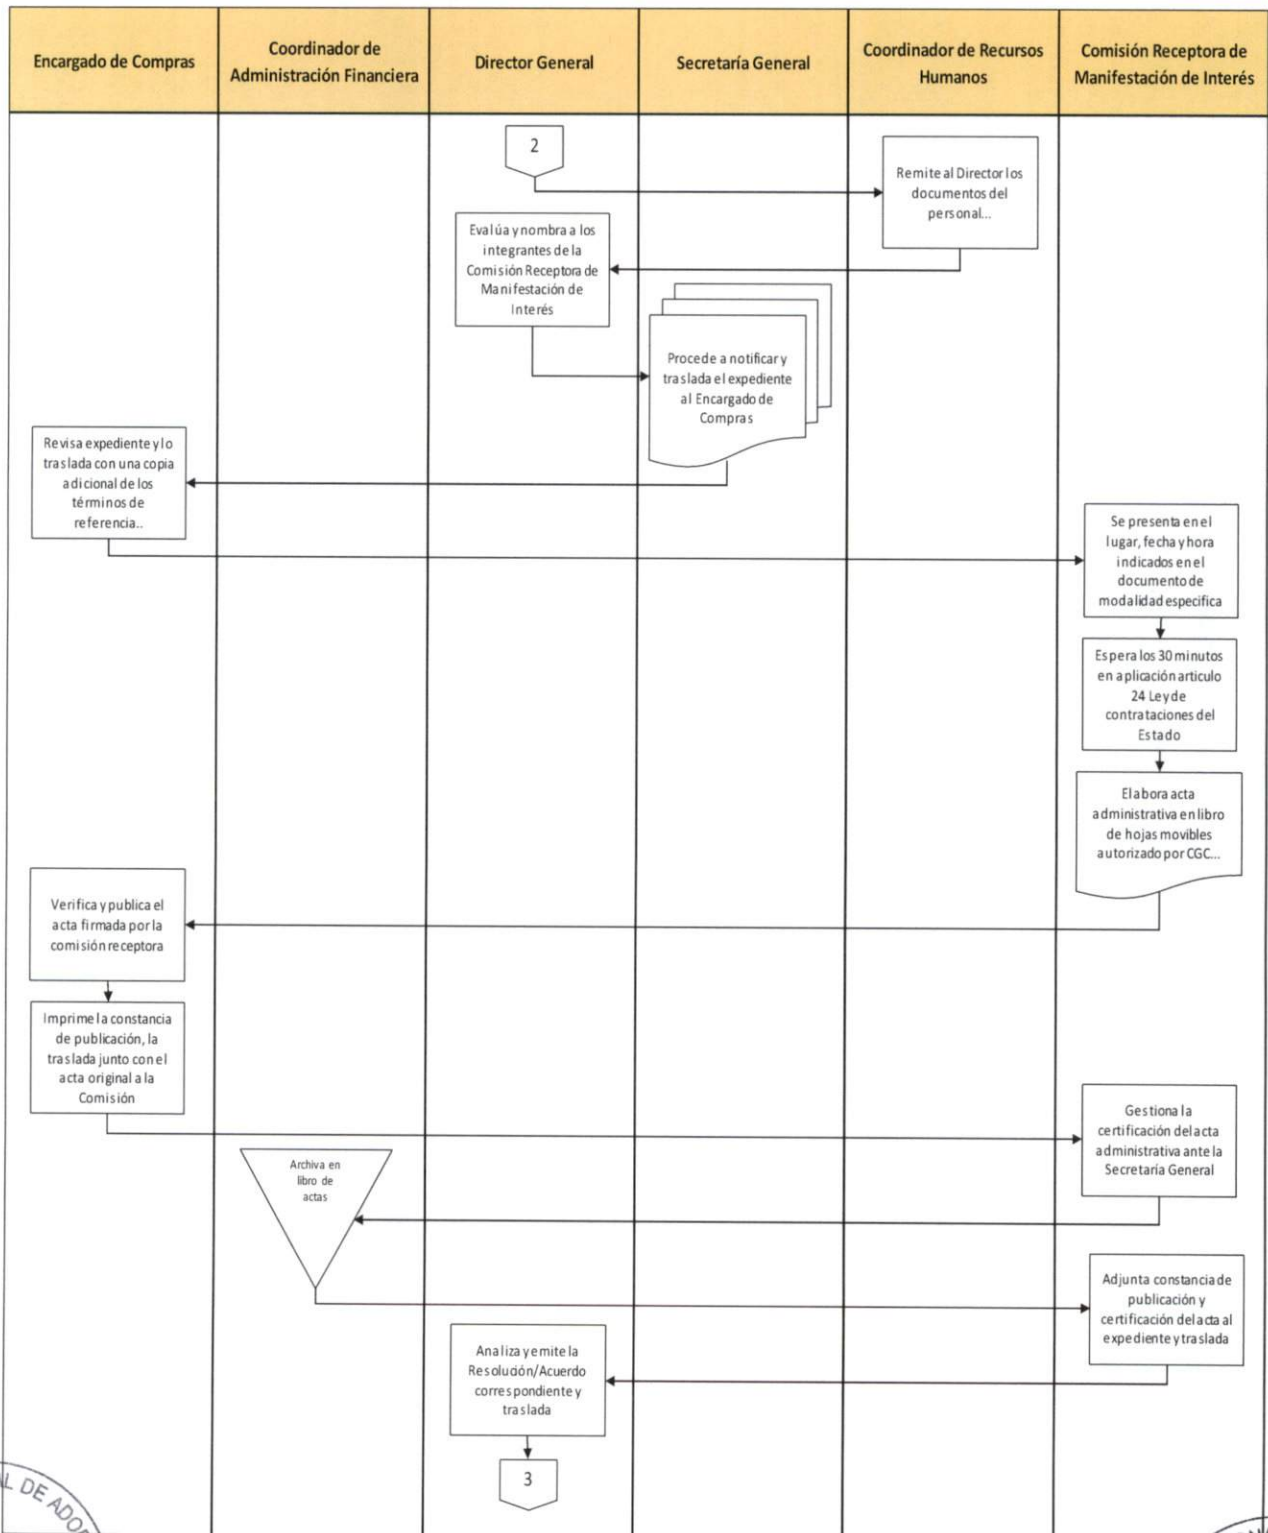 Encargado de Compras
Coordinador de
Administración Financiera
Director General
Secretaría General
Coordinador de Recursos
Humanos
Comisión Receptora de
Manifestación de Interés
2
Remite al Director los
documentos del
personal...
Evalúa y nombra a los
integrantes de la
Comisión Receptora de
Manifestación de
Interés
Procede a notificar y
traslada el expediente
al Encargado de
Compras
Revisa expediente y lo
traslada con una copia
adicional de los
términos de
referencia..
Se presenta en el
lugar, fecha y hora
indicados en el
documento de
modalidad especifica
Espera los 30 minutos
en aplicación articulo
24 Ley de
contrataciones del
Estado
Elabora acta
administrativa en libro
de hojas movibles
autorizado por CGC...
Verifica y publica el
acta firmada por la
comisión receptora
Imprime la constancia
de publicación, la
traslada junto con el
acta original a la
Comisión
Gestiona la
certificación del acta
administrativa ante la
Secretaría General
Archiva en
libro de
actas
Adjunta constancia de
publicación y
certificación del acta al
expediente y traslada
Analiza y emite la
Resolución/Acuerdo
correspondiente y
traslada
3
L DE ADO